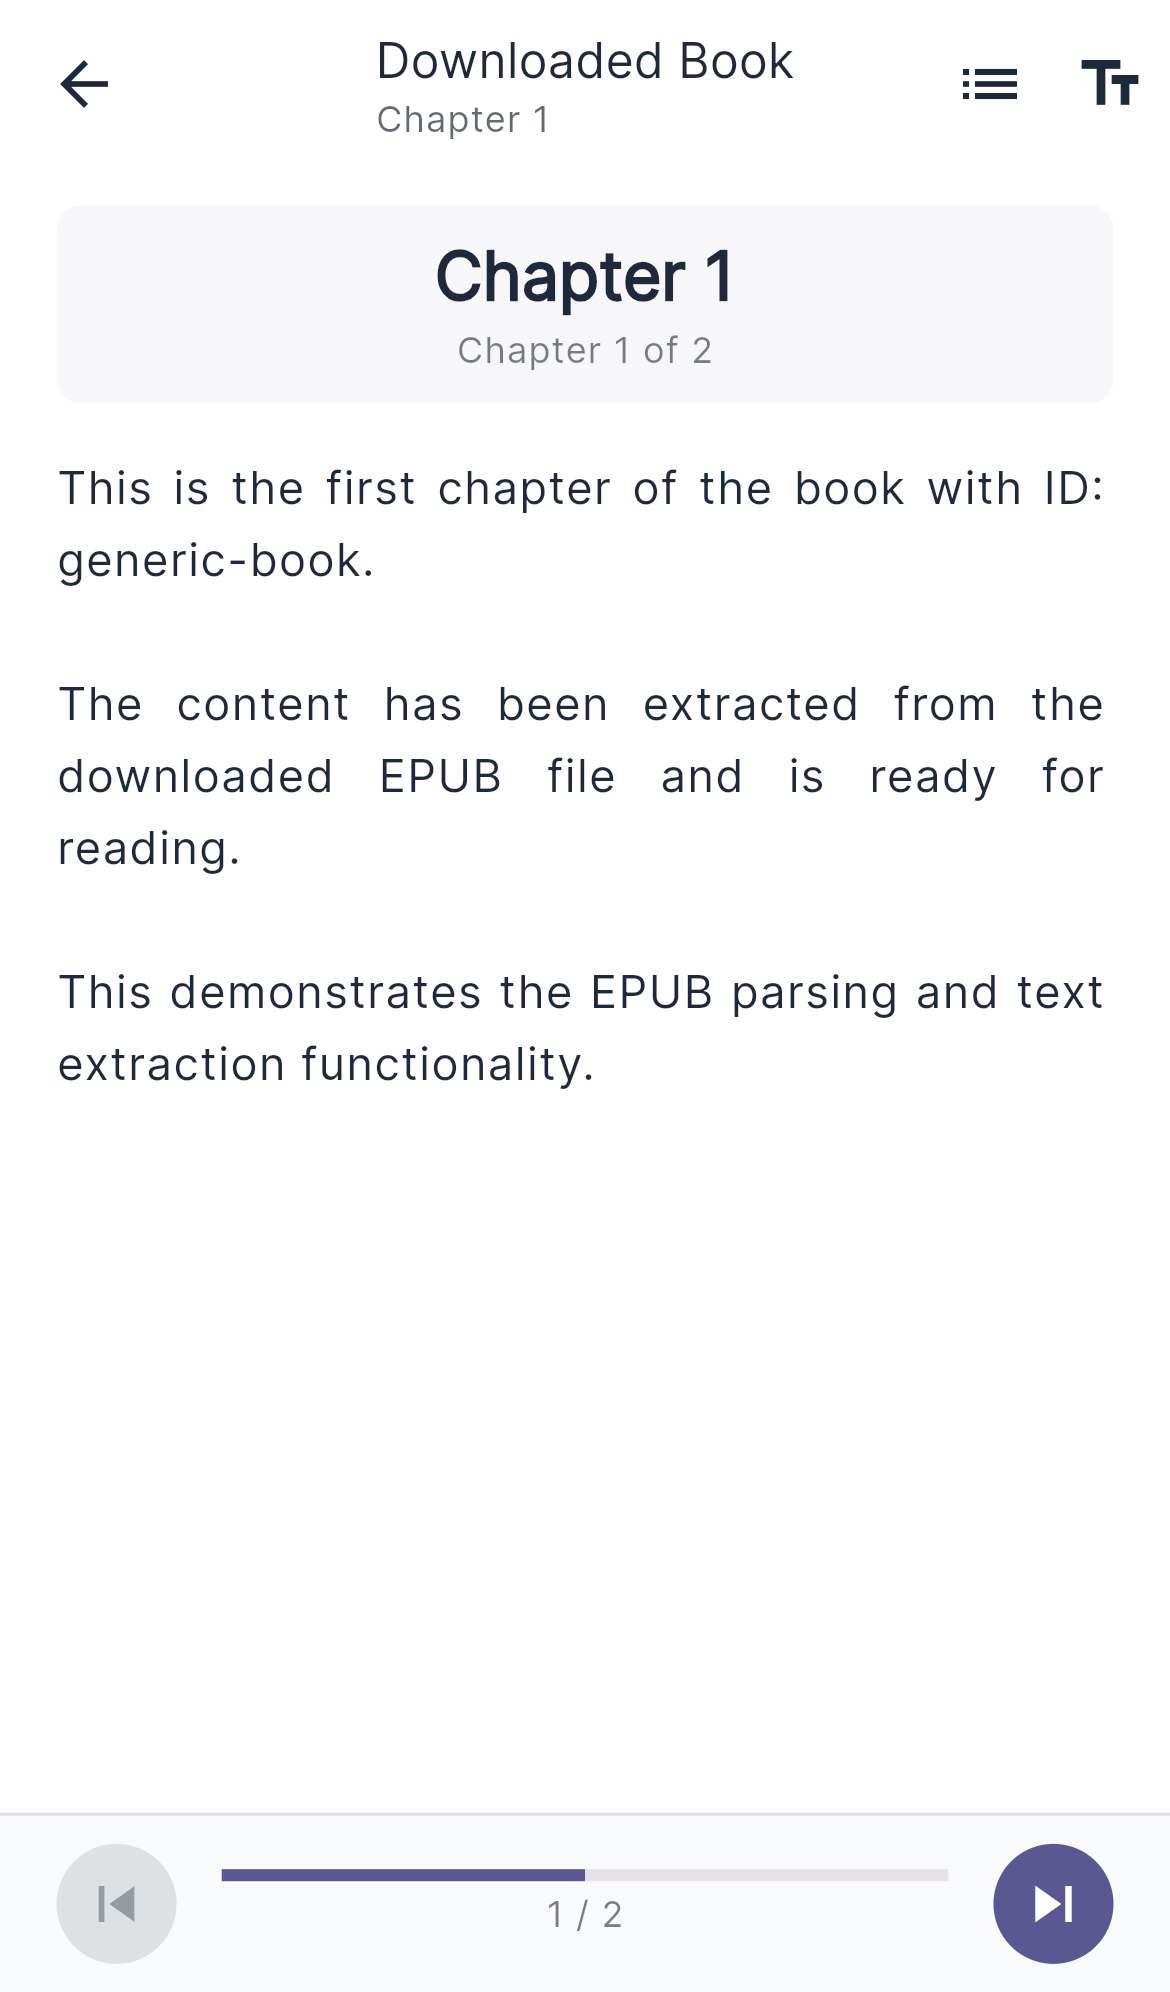 Downloaded Book
Chapter 1
Chapter 1
Chapter 1 of 2
This is the first chapter of the book with ID:
generic-book.
The content has been extracted from the
downloaded EPUB file and is ready for
reading.
This demonstrates the EPUB parsing and text
extraction functionality.
1 / 2